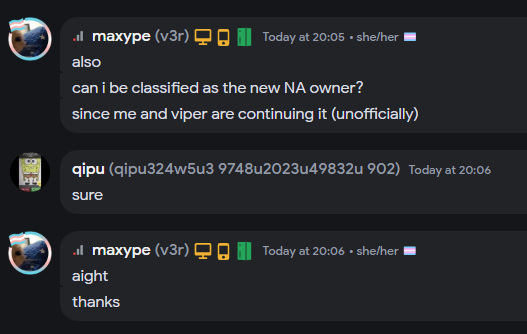 maxype (v3r) Today at 20:05 • she/her
also
can i be classified as the new NA owner?
since me and viper are continuing it (unofficially)
qipu (qipu324w5u3 9748u2023u49832u 902) Today at 20:06
sure
maxype (v3r) Today at 20:06 • she/her
aight
thanks